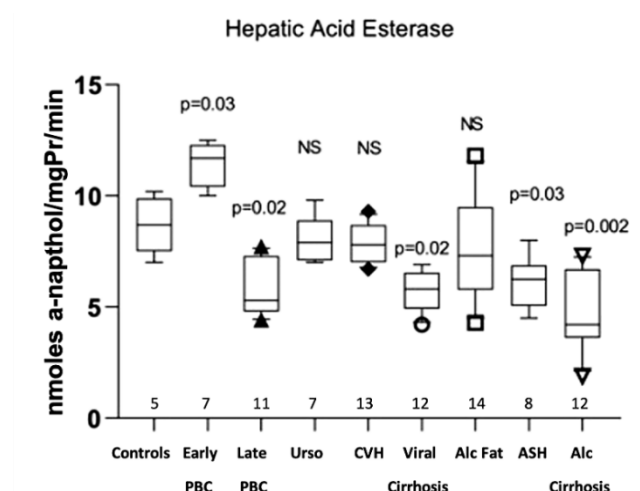 Hepatic Acid Esterase
nmoles a-napthol/mgPr/min
15
10
5
0
p=0.03
p=0.02
NS
NS
p=0.02
NS
p=0.03
p=0.002
5 7 11 7 13 12 14 8 12
Controls Early Late Urso CVH Viral Alc Fat ASH Alc
PBC PBC Cirrhosis Cirrhosis